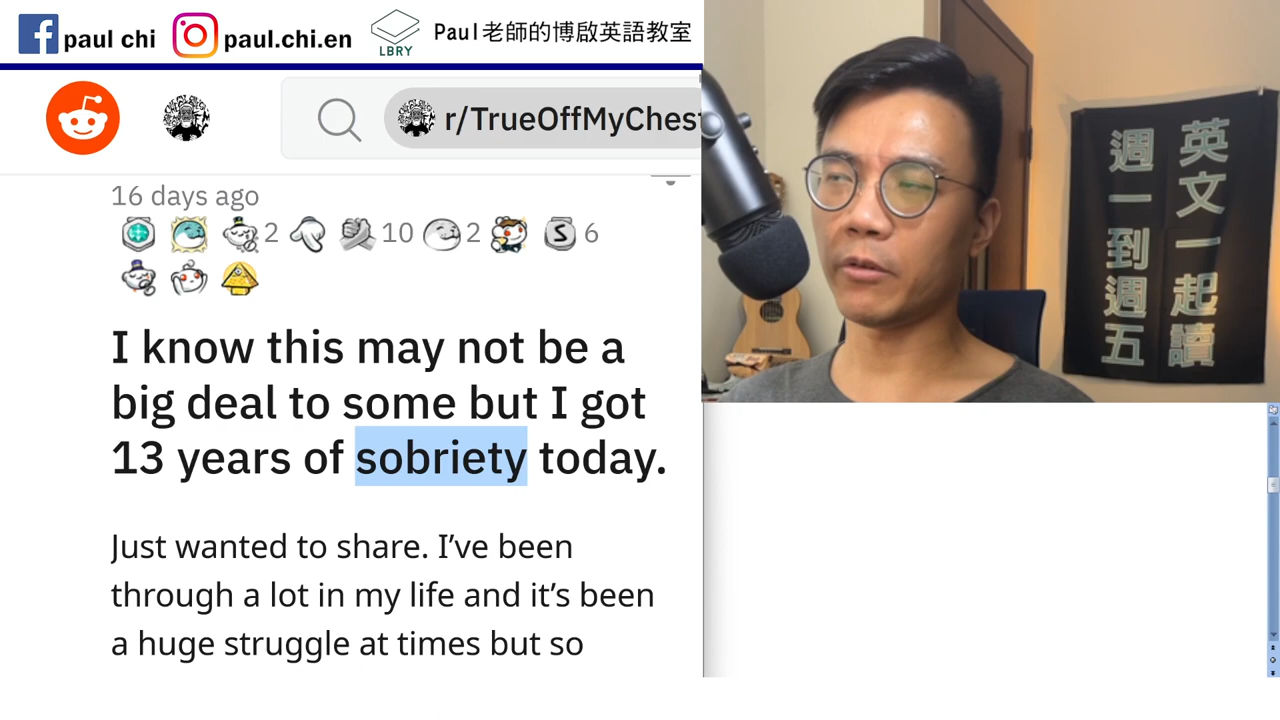 paul chi
paul.chi.en
LBRY
Paul老師的博啟英語教室
r/TrueOffMyChest
16 days ago
2
10
2
S
6
I know this may not be a
big deal to some but I got
13 years of sobriety today.
Just wanted to share. I’ve been
through a lot in my life and it’s been
a huge struggle at times but so
英文一起讀
週一到週五